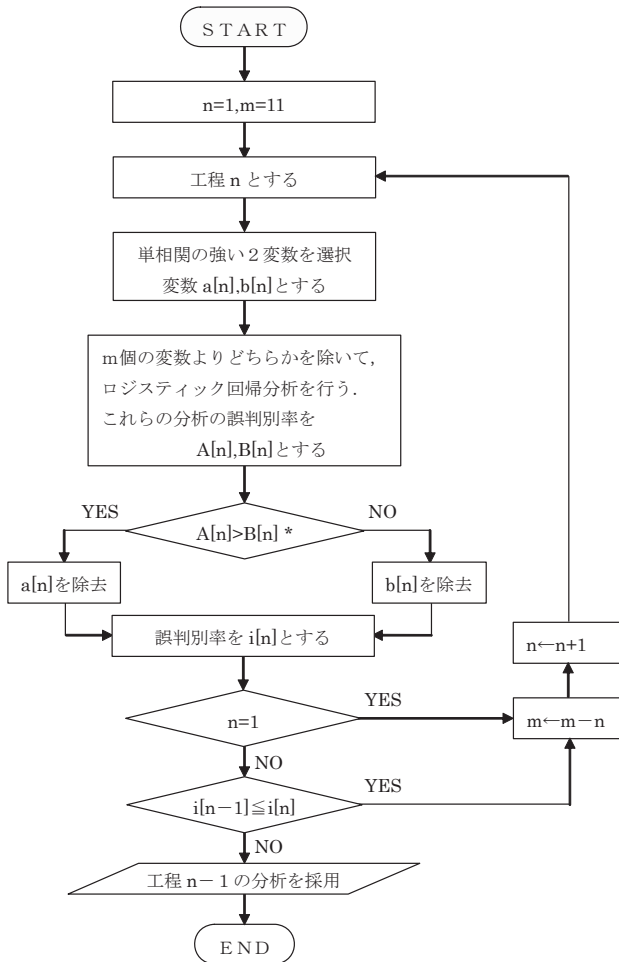 START
n=1,m=11
工程 n とする
単相関の強い２変数を選択
変数 a[n],b[n]とする
m個の変数よりどちらかを除いて,
ロジスティック回帰分析を行う.
これらの分析の誤判別率を
A[n],B[n]とする
YES
A[n]>B[n] *
NO
a[n]を除去
b[n]を除去
誤判別率を i[n]とする
n←n+1
n=1
YES
m←m－n
NO
i[n−1]≦i[n]
YES
NO
工程 n－1 の分析を採用
END